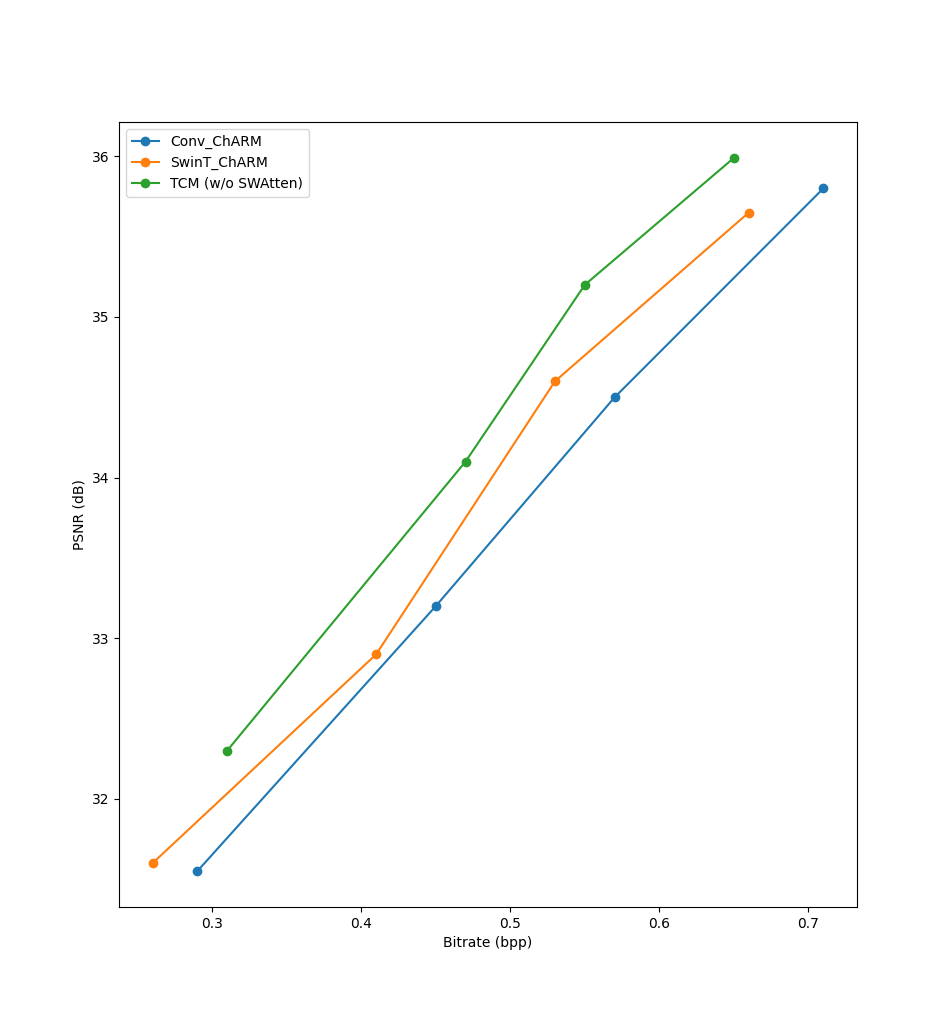 Conv_ChARM
SwinT_ChARM
TCM (w/o SWAtten)
36
35
34
33
32
PSNR (dB)
0.3 0.4 0.5 0.6 0.7
Bitrate (bpp)